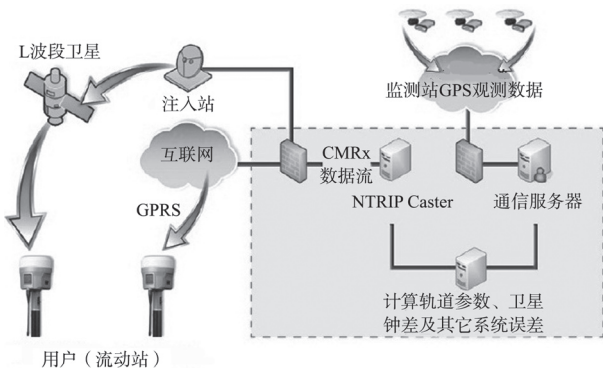 L波段卫星
注入站
监测站GPS观测数据
互联网
CMRx
数据流
GPRS
NTRIP Caster
通信服务器
计算轨道参数、卫星
钟差及其它系统误差
用户（流动站）